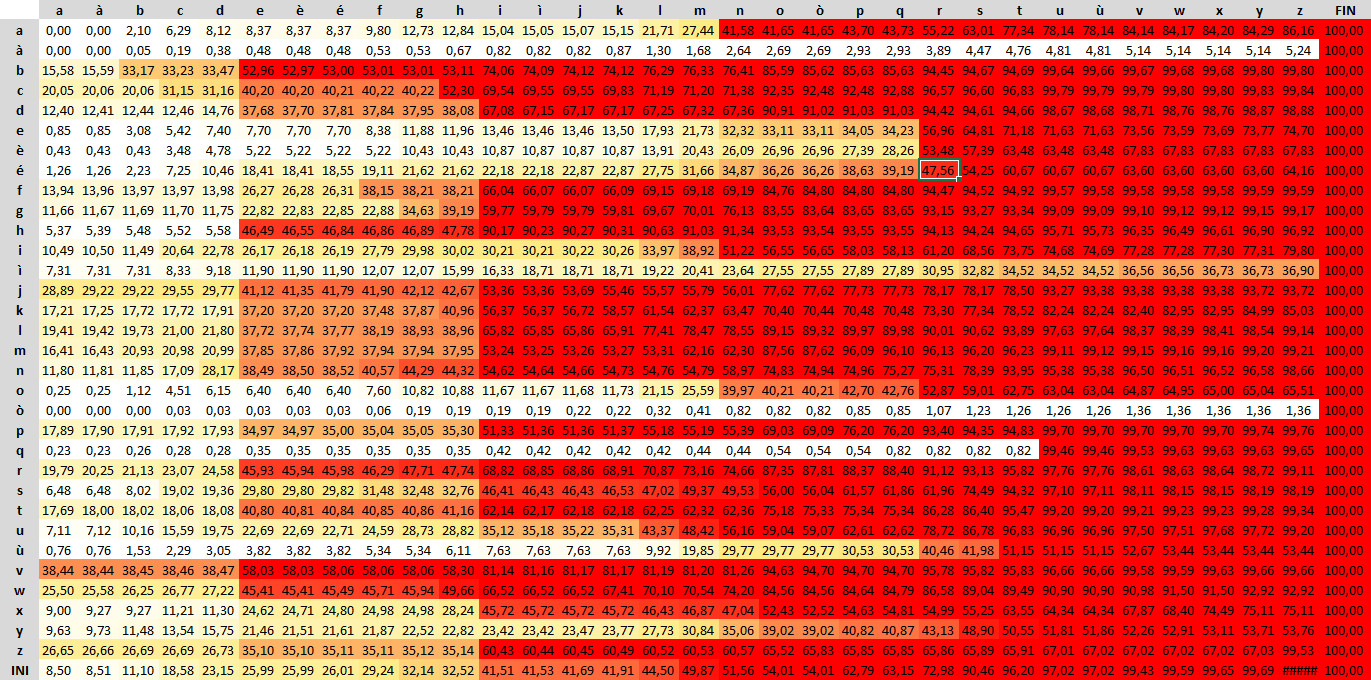 a à b c d e è é f g h i ì j k l m n o ò p q r s t u ù v w x y z FIN
a 0,00 0,00 2,10 6,29 8,12 8,37 8,37 8,37 9,80 12,73 12,84 15,04 15,05 15,07 15,15 21,71 27,44 41,58 41,65 41,65 43,70 43,73 55,22 63,01 77,34 78,14 78,14 84,14 84,17 84,20 84,29 86,16 100,00
à 0,00 0,00 0,05 0,19 0,38 0,48 0,48 0,48 0,53 0,53 0,67 0,82 0,82 0,82 0,87 1,30 1,68 2,64 2,69 2,69 2,93 2,93 3,89 4,47 4,76 4,81 4,81 5,14 5,14 5,14 5,14 5,24 100,00
b 15,58 15,59 33,17 33,23 33,47 52,96 52,97 53,00 53,01 53,01 53,11 74,06 74,09 74,12 74,12 76,29 76,33 76,41 85,59 85,62 85,63 85,63 94,45 94,67 94,69 99,64 99,66 99,67 99,68 99,68 99,80 99,80 100,00
c 20,05 20,06 20,06 31,15 31,16 40,20 40,20 40,21 40,22 40,22 52,30 69,54 69,55 69,55 69,83 71,19 71,20 71,38 92,35 92,48 92,48 92,88 96,57 96,60 96,83 99,79 99,79 99,79 99,80 99,80 99,83 99,84 100,00
d 12,40 12,41 12,44 12,46 14,76 37,68 37,70 37,81 37,84 37,95 38,08 67,08 67,15 67,17 67,17 67,25 67,32 67,36 90,91 91,02 91,03 91,03 94,42 94,61 94,66 98,67 98,68 98,71 98,76 98,76 98,87 98,88 100,00
e 0,85 0,85 3,08 5,42 7,40 7,70 7,70 7,70 8,38 11,88 11,96 13,46 13,46 13,46 13,50 17,93 21,73 32,32 33,11 33,11 34,05 34,23 56,96 64,81 71,18 71,63 71,63 73,56 73,59 73,69 73,77 74,70 100,00
è 0,43 0,43 0,43 3,48 4,78 5,22 5,22 5,22 5,22 10,43 10,43 10,87 10,87 10,87 10,87 13,91 20,43 26,09 26,96 26,96 27,39 28,26 53,48 57,39 63,48 63,48 63,48 67,83 67,83 67,83 67,83 67,83 100,00
é 1,26 1,26 2,23 7,25 10,46 18,41 18,41 18,55 19,11 21,62 21,62 22,18 22,18 22,87 22,87 27,75 31,66 34,87 36,26 36,26 38,63 39,19 47,56 54,25 60,67 60,67 60,67 63,60 63,60 63,60 63,60 64,16 100,00
f 13,94 13,96 13,97 13,97 13,98 26,27 26,28 26,31 38,15 38,21 38,21 66,04 66,07 66,07 66,09 69,15 69,18 69,19 84,76 84,80 84,80 84,80 94,47 94,52 94,92 99,57 99,58 99,58 99,58 99,58 99,59 99,59 100,00
g 11,66 11,67 11,69 11,70 11,75 22,82 22,83 22,85 22,88 34,63 39,19 59,77 59,79 59,79 59,81 69,67 70,01 76,13 83,55 83,64 83,65 83,65 93,15 93,27 93,34 99,09 99,09 99,10 99,12 99,12 99,15 99,17 100,00
h 5,37 5,39 5,48 5,52 5,58 46,49 46,55 46,84 46,86 46,89 47,78 90,17 90,23 90,27 90,31 90,63 91,03 91,34 93,53 93,54 93,55 93,55 94,13 94,24 94,65 95,71 95,73 96,35 96,49 96,61 96,90 96,92 100,00
i 10,49 10,50 11,49 20,64 22,78 26,17 26,18 26,19 27,79 29,98 30,02 30,21 30,21 30,22 30,26 33,97 38,92 51,22 56,55 56,65 58,03 58,13 61,20 68,56 73,75 74,68 74,69 77,28 77,28 77,30 77,31 79,80 100,00
ì 7,31 7,31 7,31 8,33 9,18 11,90 11,90 11,90 12,07 12,07 15,99 16,33 18,71 18,71 18,71 19,22 20,41 23,64 27,55 27,55 27,89 27,89 30,95 32,82 34,52 34,52 34,52 36,56 36,56 36,73 36,73 36,90 100,00
j 28,89 29,22 29,22 29,55 29,77 41,12 41,35 41,79 41,90 42,12 42,67 53,36 53,36 53,69 55,46 55,57 55,79 56,01 77,62 77,62 77,73 77,73 78,17 78,17 78,50 93,27 93,38 93,38 93,38 93,38 93,72 93,72 100,00
k 17,21 17,25 17,72 17,72 17,91 37,20 37,20 37,20 37,48 37,87 40,96 56,37 56,37 56,72 58,57 61,54 62,37 63,47 70,40 70,44 70,48 70,48 73,30 77,34 78,52 82,24 82,24 82,40 82,95 82,95 84,99 85,03 100,00
l 19,41 19,42 19,73 21,00 21,80 37,72 37,74 37,77 38,19 38,93 38,96 65,82 65,85 65,86 65,91 77,41 78,47 78,55 89,15 89,32 89,97 89,98 90,01 90,62 93,89 97,63 97,64 98,37 98,39 98,41 98,54 99,14 100,00
m 16,41 16,43 20,93 20,98 20,99 37,85 37,86 37,92 37,94 37,94 37,95 53,24 53,25 53,26 53,27 53,31 62,16 62,30 87,56 87,62 96,09 96,10 96,13 96,20 96,23 99,11 99,12 99,15 99,16 99,16 99,20 99,21 100,00
n 11,80 11,81 11,85 17,09 28,17 38,49 38,50 38,52 40,57 44,29 44,32 54,62 54,64 54,66 54,73 54,76 54,79 58,97 74,83 74,94 74,96 75,27 75,31 78,39 93,95 95,38 95,38 96,50 96,51 96,52 96,58 98,66 100,00
o 0,25 0,25 1,12 4,51 6,15 6,40 6,40 6,40 7,60 10,82 10,88 11,67 11,67 11,68 11,73 21,15 25,59 39,97 40,21 40,21 42,70 42,76 52,87 59,01 62,75 63,04 63,04 64,87 64,95 65,00 65,04 65,51 100,00
ò 0,00 0,00 0,00 0,03 0,03 0,03 0,03 0,03 0,06 0,19 0,19 0,19 0,19 0,22 0,22 0,32 0,41 0,82 0,82 0,82 0,85 0,85 1,07 1,23 1,26 1,26 1,26 1,36 1,36 1,36 1,36 1,36 100,00
p 17,89 17,90 17,91 17,92 17,93 34,97 34,97 35,00 35,04 35,05 35,30 51,33 51,36 51,36 51,37 55,18 55,19 55,39 69,03 69,09 76,20 76,20 93,40 94,35 94,83 99,70 99,70 99,70 99,70 99,70 99,74 99,76 100,00
q 0,23 0,23 0,26 0,28 0,28 0,35 0,35 0,35 0,35 0,35 0,35 0,42 0,42 0,42 0,42 0,44 0,44 0,54 0,54 0,54 0,82 0,82 0,82 0,82 99,46 99,46 99,53 99,63 99,63 99,63 99,65 100,00
r 19,79 20,25 21,13 23,07 24,58 45,93 45,94 45,98 46,29 47,71 47,74 68,82 68,85 68,86 68,91 70,87 73,16 74,66 87,35 87,81 88,37 88,40 91,12 93,13 95,82 97,76 97,76 98,61 98,63 98,64 98,72 99,11 100,00
s 6,48 6,48 8,02 19,02 19,36 29,80 29,80 29,82 31,48 32,48 32,76 46,41 46,43 46,43 46,53 47,02 49,37 49,53 56,00 56,04 61,57 61,86 61,96 74,49 94,32 97,10 97,11 98,11 98,15 98,15 98,19 98,19 100,00
t 17,69 18,00 18,02 18,06 18,08 40,80 40,81 40,84 40,85 40,86 41,16 62,14 62,17 62,18 62,18 62,25 62,32 62,36 75,18 75,33 75,34 75,34 86,28 86,40 95,47 99,20 99,20 99,21 99,23 99,23 99,28 99,34 100,00
u 7,11 7,12 10,16 15,59 19,75 22,69 22,69 22,71 24,59 28,73 28,82 35,12 35,18 35,22 35,31 43,37 48,42 56,16 59,04 59,07 62,61 62,62 78,72 86,78 96,83 96,96 96,96 97,50 97,51 97,68 97,72 99,20 100,00
ù 0,76 0,76 1,53 2,29 3,05 3,82 3,82 3,82 5,34 5,34 6,11 7,63 7,63 7,63 7,63 9,92 19,85 29,77 29,77 29,77 30,53 30,53 40,46 41,98 51,15 51,15 51,15 52,67 53,44 53,44 53,44 53,44 100,00
v 38,44 38,44 38,45 38,46 38,47 58,03 58,03 58,06 58,06 58,06 58,30 81,14 81,16 81,17 81,17 81,19 81,20 81,26 94,63 94,70 94,70 94,70 95,78 95,82 95,83 96,66 96,66 99,58 99,59 99,63 99,66 99,66 100,00
w 25,50 25,58 26,25 26,77 27,22 45,41 45,41 45,49 45,71 45,94 49,66 66,52 66,52 66,52 67,41 70,10 70,54 74,20 84,56 84,56 84,64 84,79 86,58 89,04 89,49 90,90 90,90 90,98 91,50 91,50 92,92 92,92 100,00
x 9,00 9,27 9,27 11,21 11,30 24,62 24,71 24,80 24,98 24,98 28,24 45,72 45,72 45,72 45,72 46,43 46,87 47,04 52,43 52,52 54,63 54,81 54,99 55,25 63,55 64,34 64,34 67,87 68,40 74,49 75,11 75,11 100,00
y 9,63 9,73 11,48 13,54 15,75 21,46 21,51 21,61 21,87 22,52 22,82 23,42 23,42 23,47 23,77 27,73 30,84 35,06 39,02 39,02 40,82 40,87 43,13 48,90 50,55 51,81 51,86 52,26 52,91 53,11 53,71 53,76 100,00
z 26,65 26,66 26,69 26,69 26,73 35,10 35,10 35,11 35,11 35,12 35,14 60,43 60,44 60,45 60,49 60,52 60,53 60,57 65,52 65,83 65,85 65,85 65,86 65,89 65,91 67,01 67,02 67,02 67,02 67,02 67,03 99,53 100,00
INI 8,50 8,51 11,10 18,58 23,15 25,99 25,99 26,01 29,24 32,14 32,52 41,51 41,53 41,69 41,91 44,50 49,87 51,56 54,01 54,01 62,79 63,15 72,98 90,46 96,20 97,02 97,02 99,43 99,59 99,65 99,69 ##### 100,00